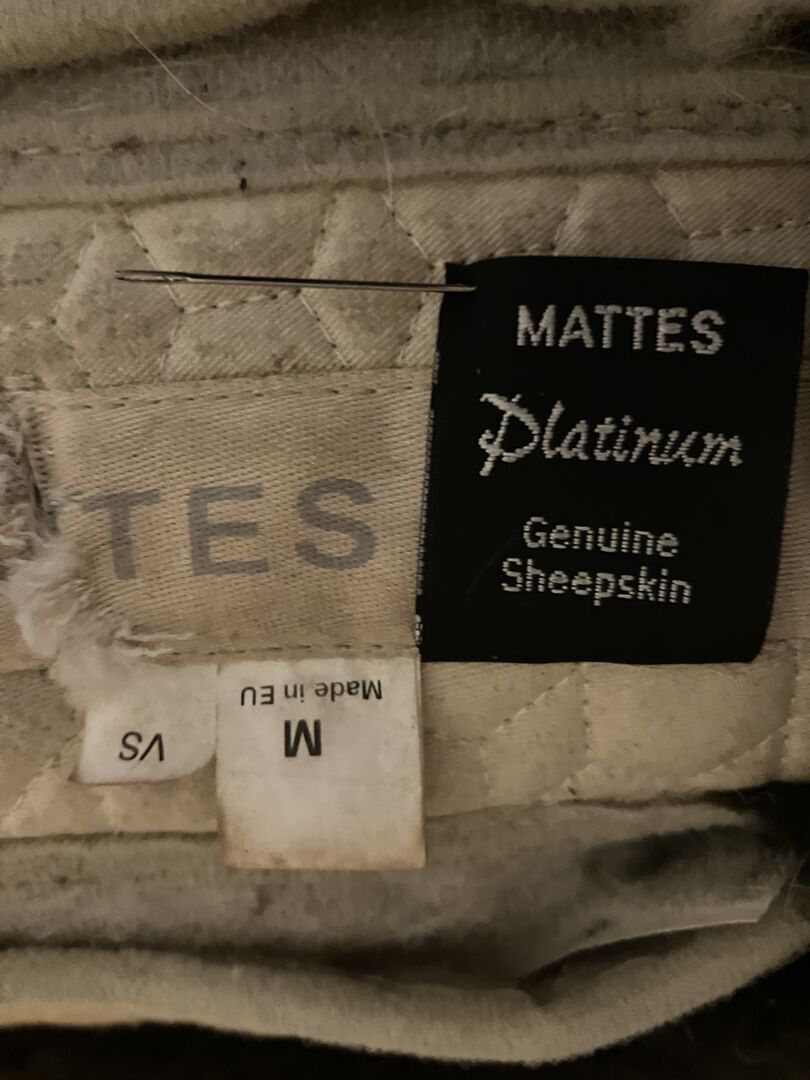 MATTES
Platinum
Genuine
Sheepskin
TES
Made in EU
M
VS